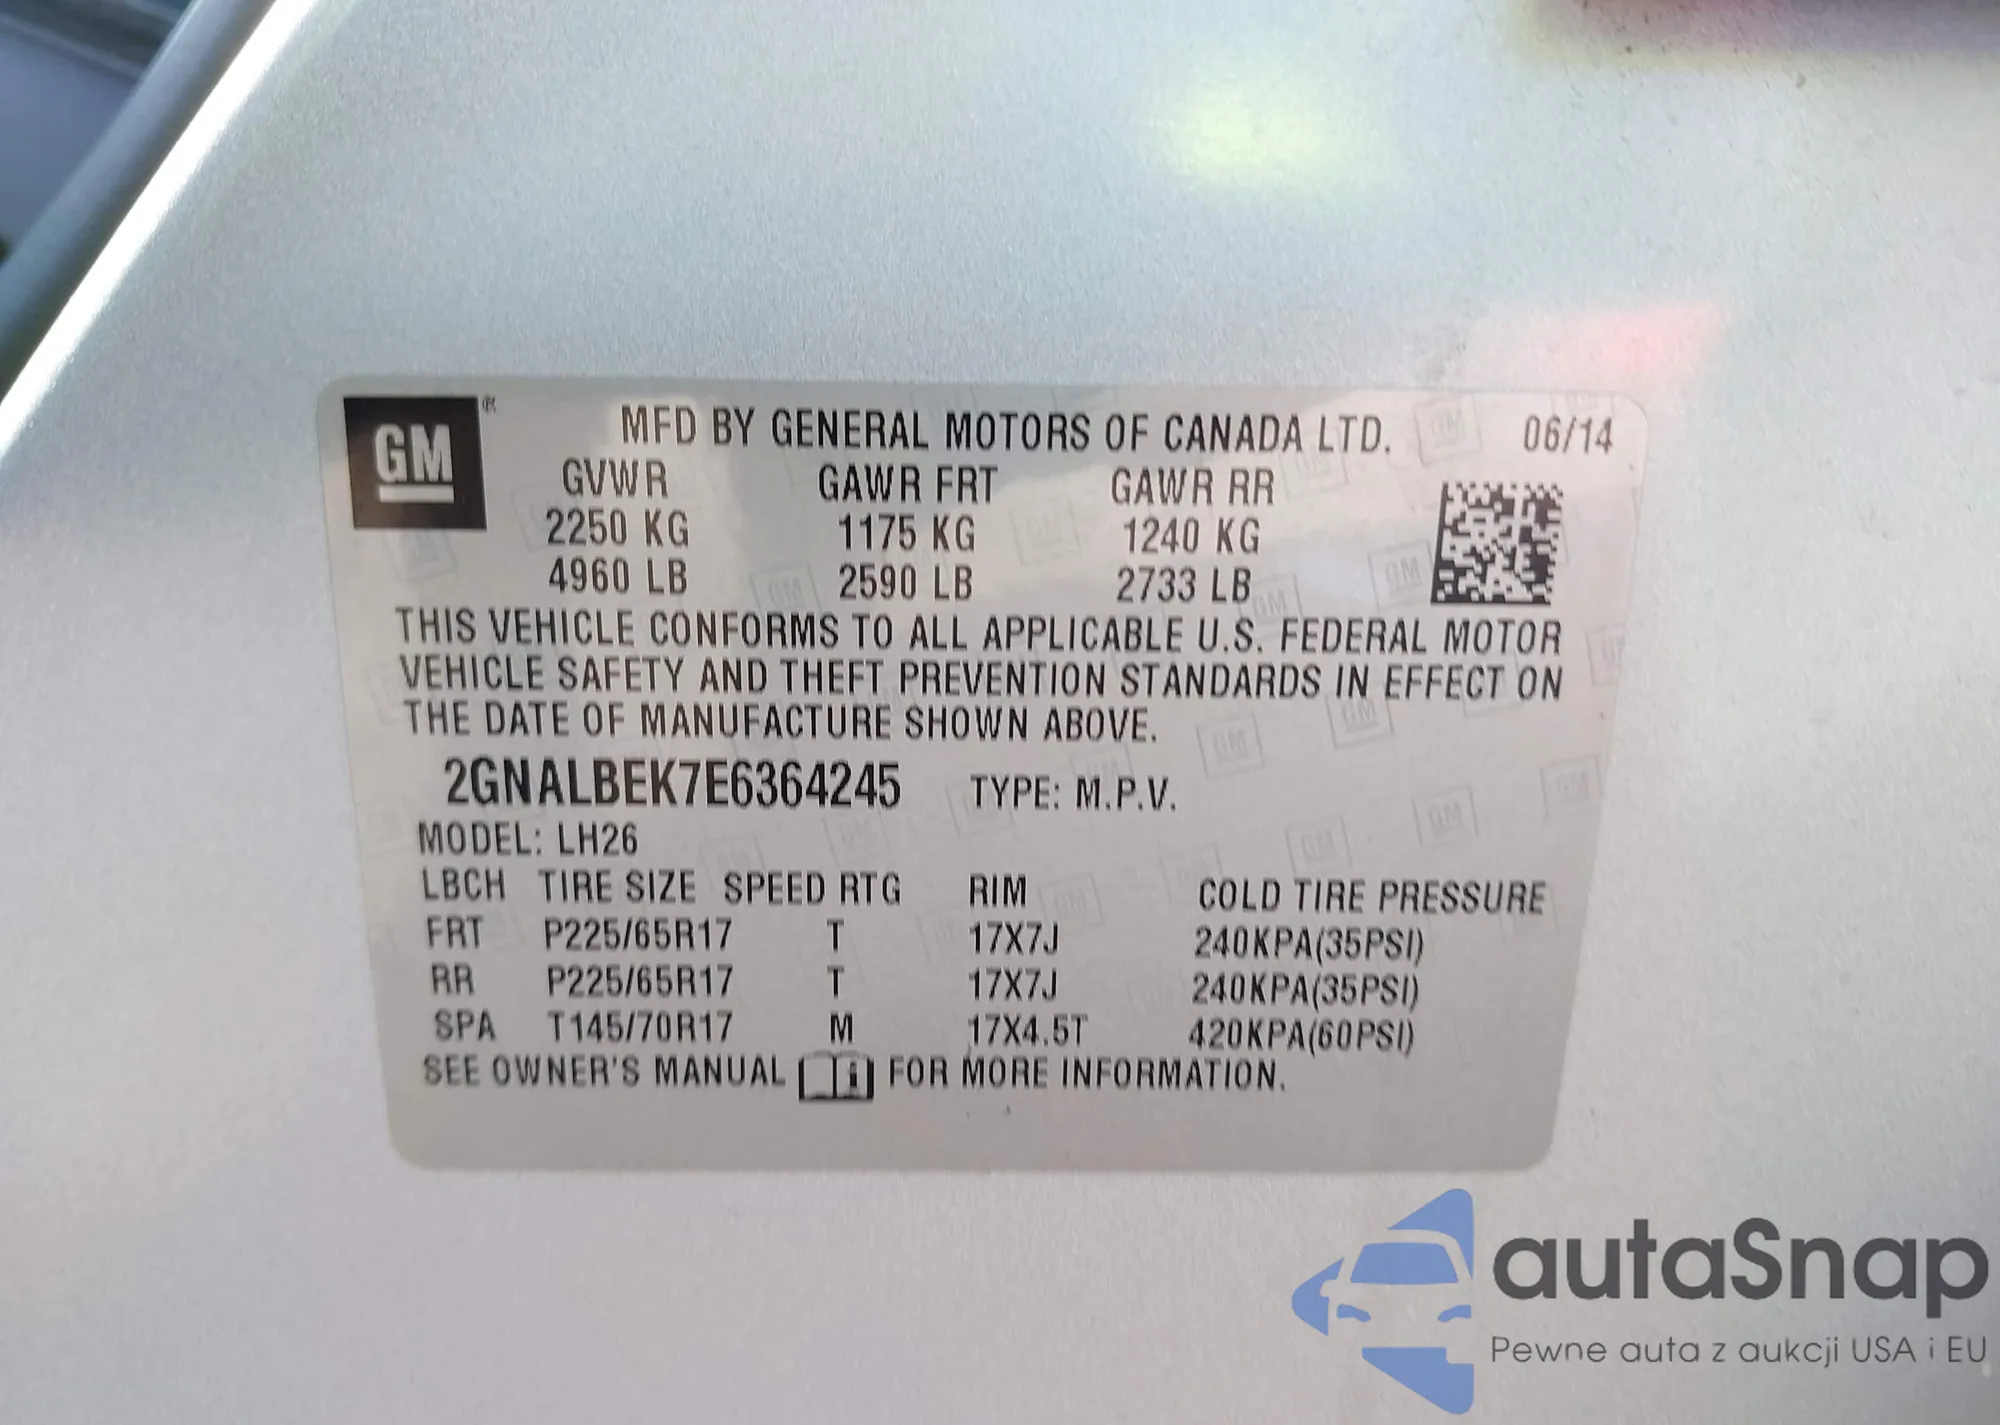 GM®
MFD BY GENERAL MOTORS OF CANADA LTD. 06/14
GVWR GAWR FRT GAWR RR
2250 KG 1175 KG 1240 KG
4960 LB 2590 LB 2733 LB
THIS VEHICLE CONFORMS TO ALL APPLICABLE U.S. FEDERAL MOTOR
VEHICLE SAFETY AND THEFT PREVENTION STANDARDS IN EFFECT ON
THE DATE OF MANUFACTURE SHOWN ABOVE.
2GNALBEK7E6364245 TYPE: M.P.V.
MODEL: LH26
LBCH TIRE SIZE SPEED RTG RIM COLD TIRE PRESSURE
FRT P225/65R17 T 17X7J 240KPA(35PSI)
RR P225/65R17 T 17X7J 240KPA(35PSI)
SPA T145/70R17 M 17X4.5T 420KPA(60PSI)
SEE OWNER'S MANUAL FOR MORE INFORMATION.
autaSnap
Pewne auta z aukcji USA i EU